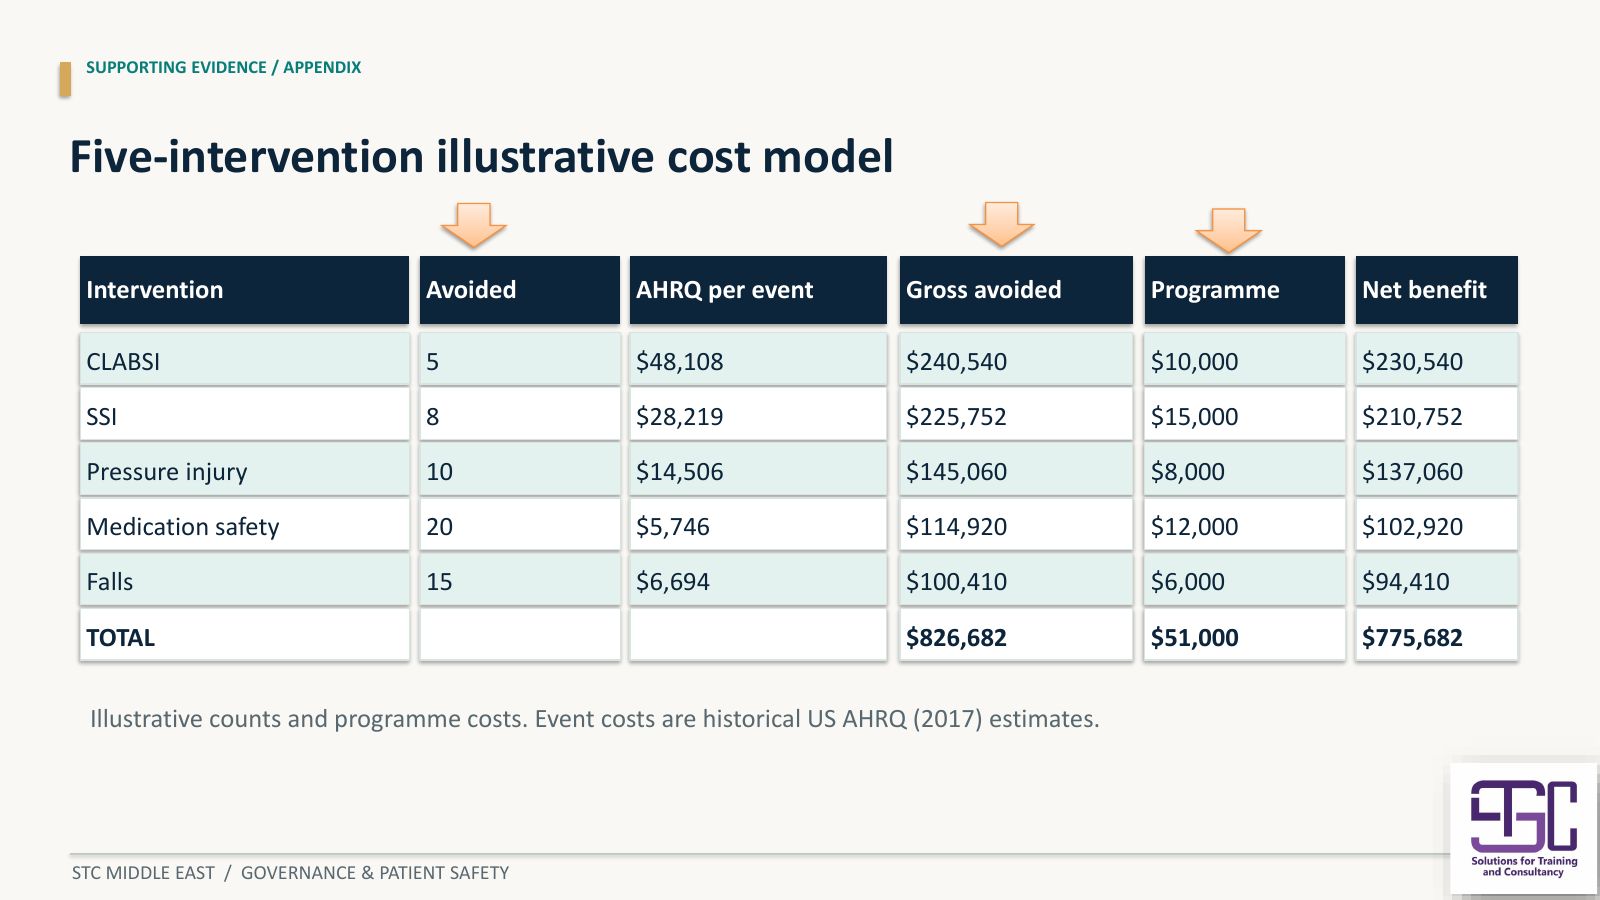 SUPPORTING EVIDENCE / APPENDIX
Five-intervention illustrative cost model
Intervention Avoided AHRQ per event Gross avoided Programme Net benefit
CLABSI 5 $48,108 $240,540 $10,000 $230,540
SSI 8 $28,219 $225,752 $15,000 $210,752
Pressure injury 10 $14,506 $145,060 $8,000 $137,060
Medication safety 20 $5,746 $114,920 $12,000 $102,920
Falls 15 $6,694 $100,410 $6,000 $94,410
TOTAL $826,682 $51,000 $775,682
Illustrative counts and programme costs. Event costs are historical US AHRQ (2017) estimates.
STC MIDDLE EAST / GOVERNANCE & PATIENT SAFETY
STC
Solutions for Training
and Consultancy